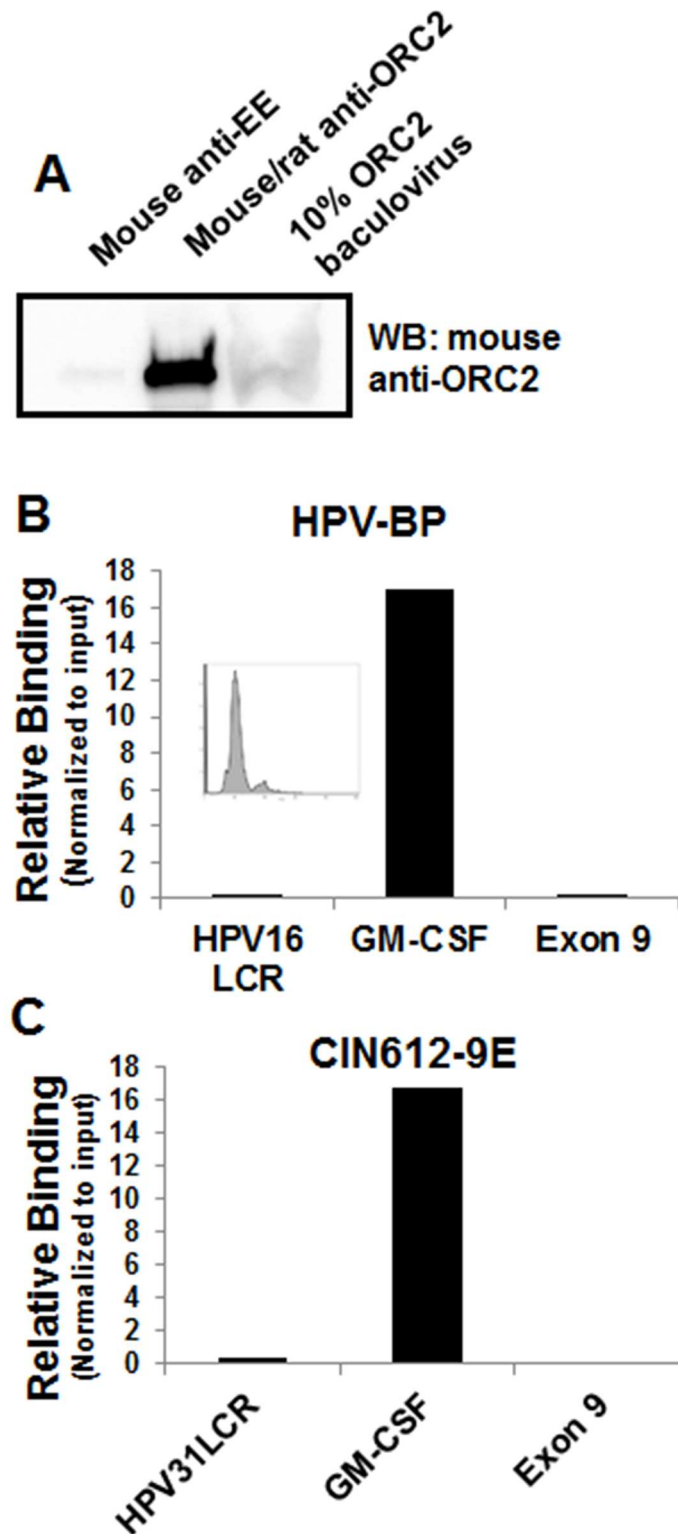 A
Mouse anti-EE
Mouse/rat anti-ORC2
10% ORC2
baculovirus
WB: mouse
anti-ORC2
B
HPV-BP
Relative Binding
(Normalized to input)
18
16
14
12
10
8
6
4
2
0
HPV16
LCR
GM-CSF
Exon 9
C
CIN612-9E
Relative Binding
(Normalized to input)
18
16
14
12
10
8
6
4
2
0
HPV31LCR
GM-CSF
Exon 9